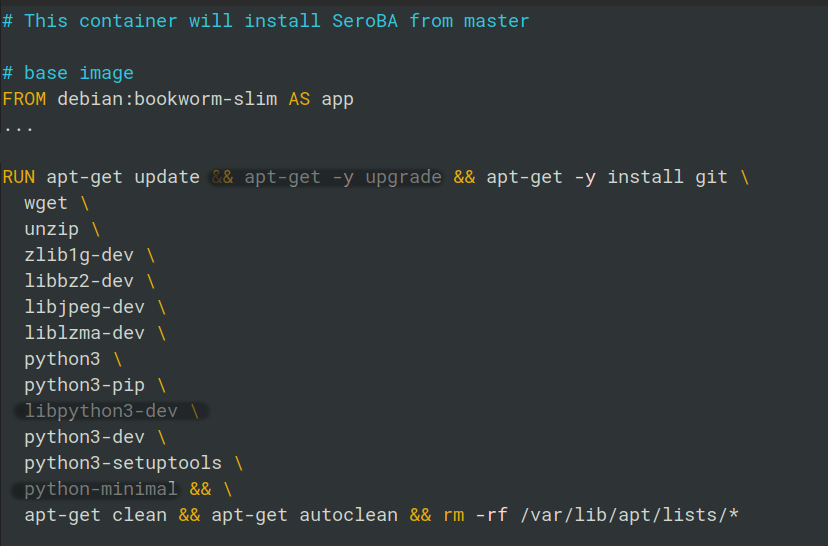 # This container will install SeroBA from master
# base image
FROM debian:bookworm-slim AS app
...
RUN apt-get update && apt-get -y upgrade && apt-get -y install git \
wget \
unzip \
zlib1g-dev \
libbz2-dev \
libjpeg-dev \
liblzma-dev \
python3 \
python3-pip \
libpython3-dev \
python3-dev \
python3-setuptools \
python-minimal && \
apt-get clean && apt-get autoclean && rm -rf /var/lib/apt/lists/*